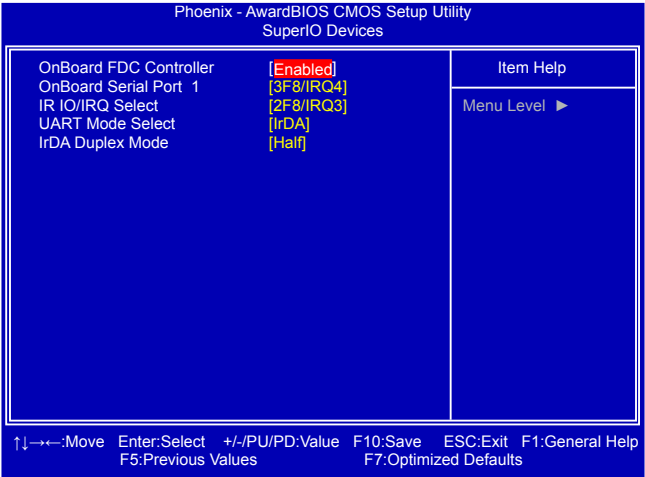 Phoenix - AwardBIOS CMOS Setup Utility
SuperIO Devices
OnBoard FDC Controller [Enabled]
OnBoard Serial Port 1 [3F8/IRQ4]
IR IO/IRQ Select [2F8/IRQ3]
UART Mode Select [IrDA]
IrDA Duplex Mode [Half]
Item Help
Menu Level ►
↑↓→←:Move Enter:Select +/-/PU/PD:Value F10:Save ESC:Exit F1:General Help
F5:Previous Values F7:Optimized Defaults